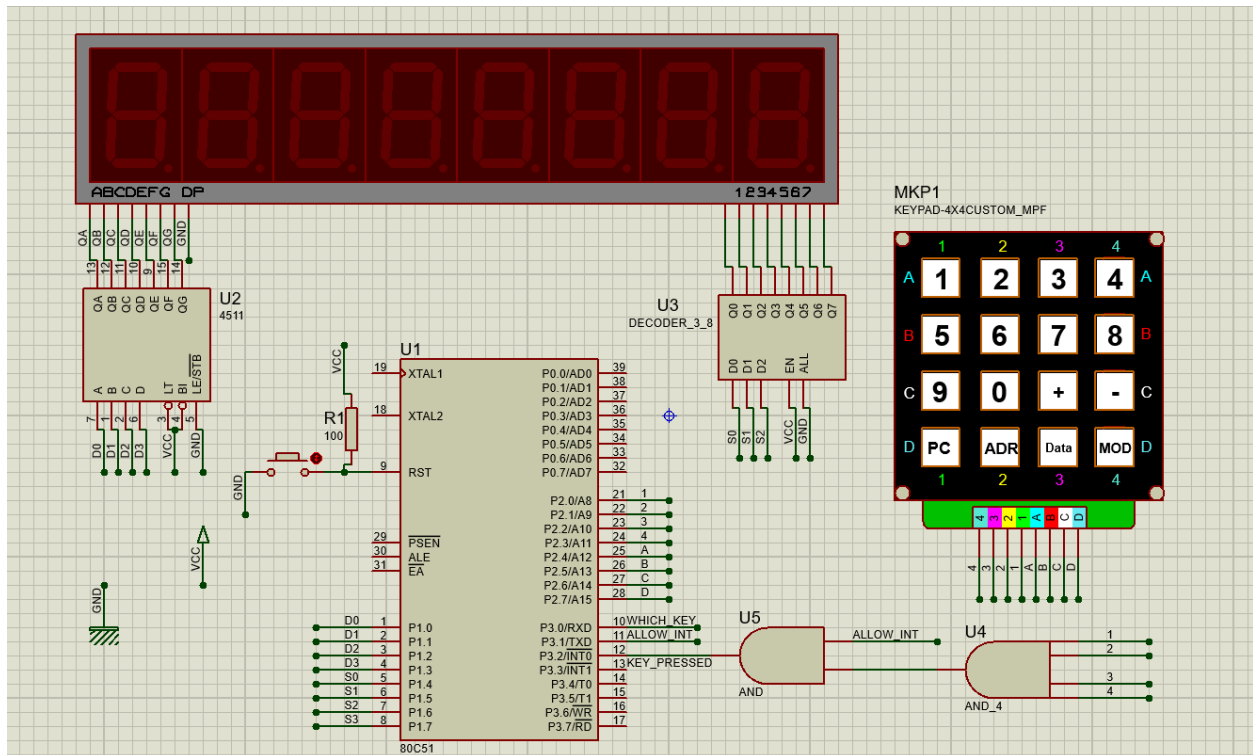 ABCDEFG DP
1234567
QA
QB
QC
QD
QE
QF
QG
GND
13
12
11
10
9
15
14
QA
QB
QC
QD
QE
QF
QG
U2
4511
A
B
C
D
LT
BI
LE/STB
7
1
2
6
3
4
5
D0
D1
D2
D3
VCC
GND
U3
DECODER_3_8
Q0
Q1
Q2
Q3
Q4
Q5
Q6
Q7
D0
D1
D2
EN
ALL
S0
S1
S2
VCC
GND
MKP1
KEYPAD-4X4CUSTOM_MPF
1 2 3 4
A 1 2 3 4 A
B 5 6 7 8 B
C 9 0 + - C
D PC ADR Data MOD D
1 2 3 4
4 3 2 1 A B C D
4 3 2 1 A B C D
VCC
R1
100
GND
VCC
GND
U1
19 XTAL1
18 XTAL2
9 RST
29 PSEN
30 ALE
31 EA
D0 1 P1.0
D1 2 P1.1
D2 3 P1.2
D3 4 P1.3
S0 5 P1.4
S1 6 P1.5
S2 7 P1.6
S3 8 P1.7
P0.0/AD0 39
P0.1/AD1 38
P0.2/AD2 37
P0.3/AD3 36
P0.4/AD4 35
P0.5/AD5 34
P0.6/AD6 33
P0.7/AD7 32
P2.0/A8 21 1
P2.1/A9 22 2
P2.2/A10 23 3
P2.3/A11 24 4
P2.4/A12 25 A
P2.5/A13 26 B
P2.6/A14 27 C
P2.7/A15 28 D
P3.0/RXD 10 WHICH_KEY
P3.1/TXD 11 ALLOW_INT
P3.2/INT0 12
P3.3/INT1 13 KEY_PRESSED
P3.4/T0 14
P3.5/T1 15
P3.6/WR 16
P3.7/RD 17
80C51
U5
AND
ALLOW_INT
U4
AND_4
1
2
3
4